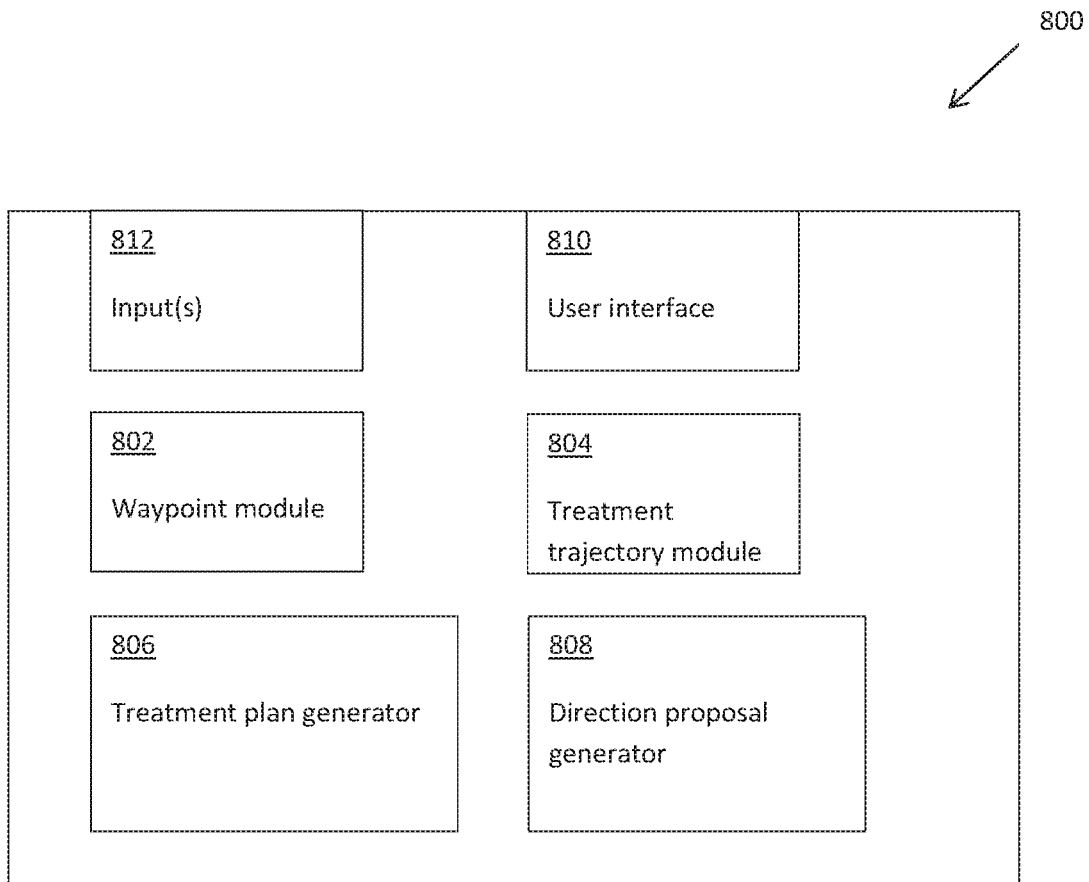 800
812
Input(s)
810
User interface
802
Waypoint module
804
Treatment
trajectory module
806
Treatment plan generator
808
Direction proposal
generator